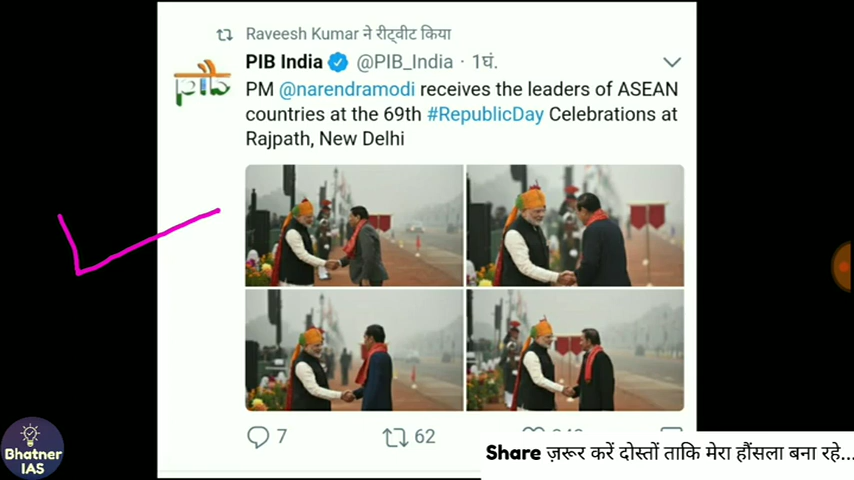 Raveesh Kumar ने रीट्वीट किया
PIB India @PIB_India · 1घं.
pib
PM @narendramodi receives the leaders of ASEAN
countries at the 69th #RepublicDay Celebrations at
Rajpath, New Delhi
7 62
Bhatner
IAS
Share ज़रूर करें दोस्तों ताकि मेरा हौंसला बना रहे...